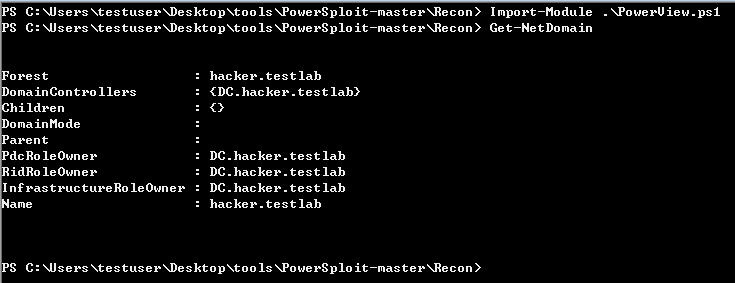 PS C:\Users\testuser\Desktop\tools\PowerSploit-master\Recon> Import-Module .\PowerView.ps1
PS C:\Users\testuser\Desktop\tools\PowerSploit-master\Recon> Get-NetDomain
Forest : hacker.testlab
DomainControllers : {DC.hacker.testlab}
Children : {}
DomainMode :
Parent :
PdcRoleOwner : DC.hacker.testlab
RidRoleOwner : DC.hacker.testlab
InfrastructureRoleOwner : DC.hacker.testlab
Name : hacker.testlab
PS C:\Users\testuser\Desktop\tools\PowerSploit-master\Recon>